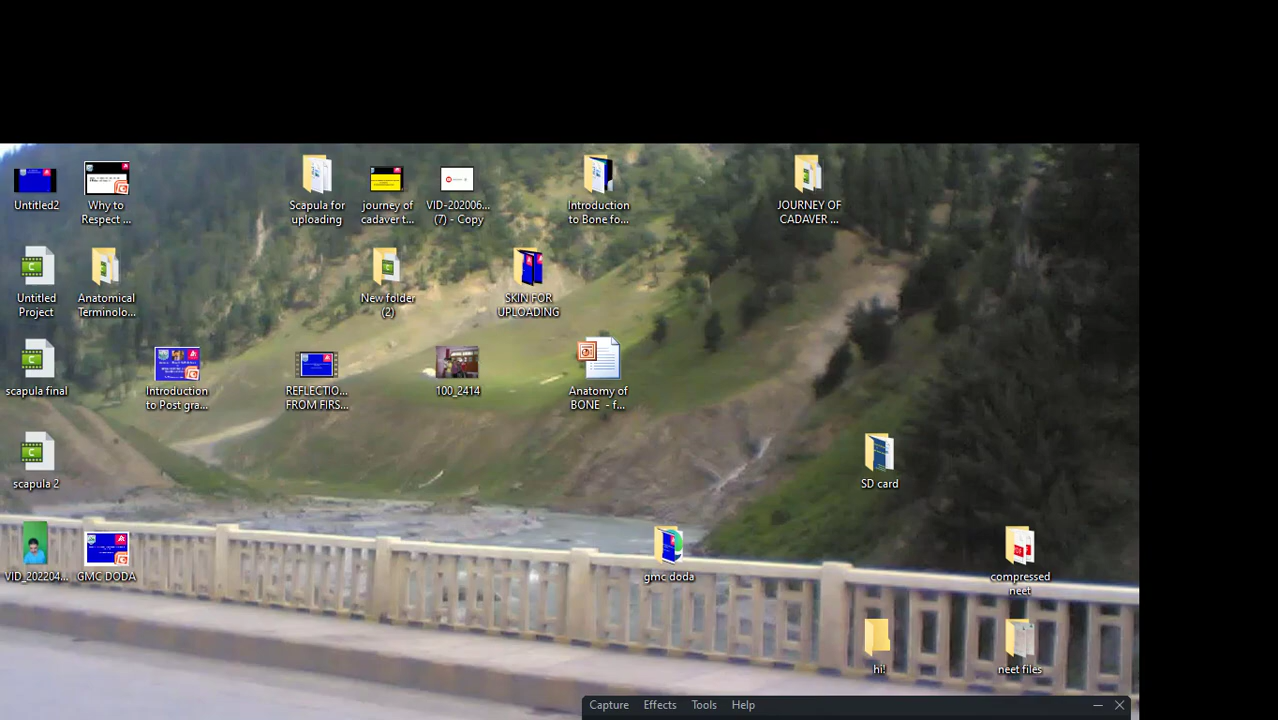 Untitled2
Why to
Respect ...
Scapula for
uploading
journey of
cadaver t...
VID-202006...
(7) - Copy
Introduction
to Bone fo...
JOURNEY OF
CADAVER ...
Untitled
Project
Anatomical
Terminolo...
New folder
(2)
SKIN FOR
UPLOADING
scapula final
Introduction
to Post gra...
REFLECTIO...
FROM FIRS...
100_2414
Anatomy of
BONE - f...
scapula 2
SD card
VID_202204...
GMC DODA
gmc doda
compressed
neet
hi!
neet files
Capture Effects Tools Help